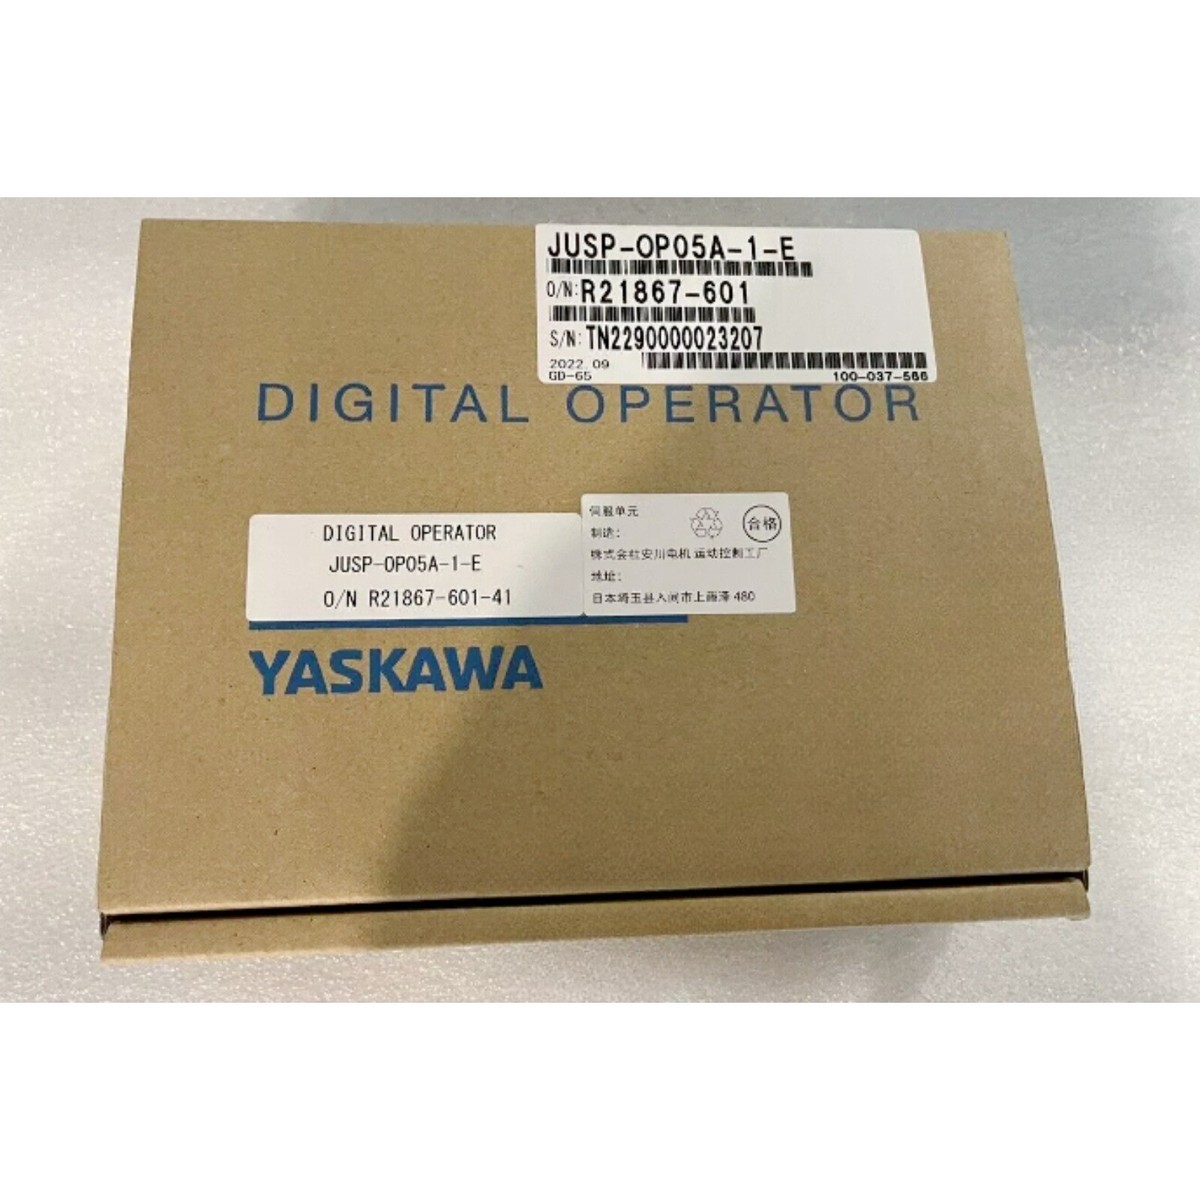 JUSP-OP05A-1-E
O/N:R21867-601
S/N: TN2290000023207
2022.09
GD-65 100-037-566
DIGITAL OPERATOR
DIGITAL OPERATOR
JUSP-OP05A-1-E
O/N R21867-601-41
伺服单元
制造:
合格
株式会社安川电机 运动控制工厂
地址:
日本埼玉县入间市上藤泽 480
YASKAWA